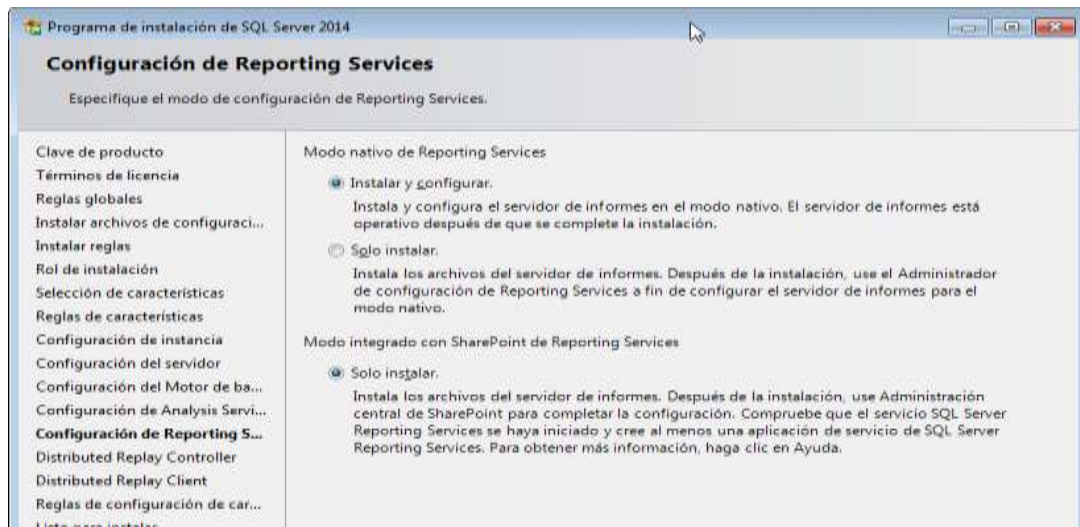 Programa de instalación de SQL Server 2014
Configuración de Reporting Services
Especifique el modo de configuración de Reporting Services.
Clave de producto
Términos de licencia
Reglas globales
Instalar archivos de configuraci...
Instalar reglas
Rol de instalación
Selección de características
Reglas de características
Configuración de instancia
Configuración del servidor
Configuración del Motor de ba...
Configuración de Analysis Servi...
Configuración de Reporting S...
Distributed Replay Controller
Distributed Replay Client
Reglas de configuración de car...
Listo para instalar
Modo nativo de Reporting Services
Instalar y configurar.
Instala y configura el servidor de informes en el modo nativo. El servidor de informes está
operativo después de que se complete la instalación.
Solo instalar.
Instala los archivos del servidor de informes. Después de la instalación, use el Administrador
de configuración de Reporting Services a fin de configurar el servidor de informes para el
modo nativo.
Modo integrado con SharePoint de Reporting Services
Solo instalar.
Instala los archivos del servidor de informes. Después de la instalación, use Administración
central de SharePoint para completar la configuración. Compruebe que el servicio SQL Server
Reporting Services se haya iniciado y cree al menos una aplicación de servicio de SQL Server
Reporting Services. Para obtener más información, haga clic en Ayuda.